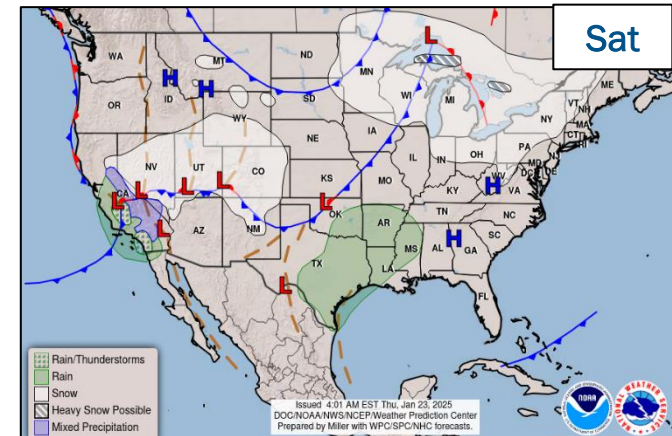 Sat
WA
MT
ND
MN
ME
H
H
OR
ID
SD
WI
MI
VT
NH
NY
MA
CT
RI
WY
IA
NE
PA
NV
UT
CO
IL
IN
OH
MD
DE
DC
WV
VA
H
KS
MO
KY
CA
L
L
L
L
L
L
OK
TN
NC
AZ
NM
AR
SC
H
MS
AL
GA
TX
LA
L
L
FL
Rain/Thunderstorms
Rain
Snow
Heavy Snow Possible
Mixed Precipitation
Issued 4:01 AM EST Thu, Jan 23, 2025
DOC/NOAA/NWS/NCEP/Weather Prediction Center
Prepared by Miller with WPC/SPC/NHC forecasts.
NOAA
NATIONAL WEATHER SERVICE